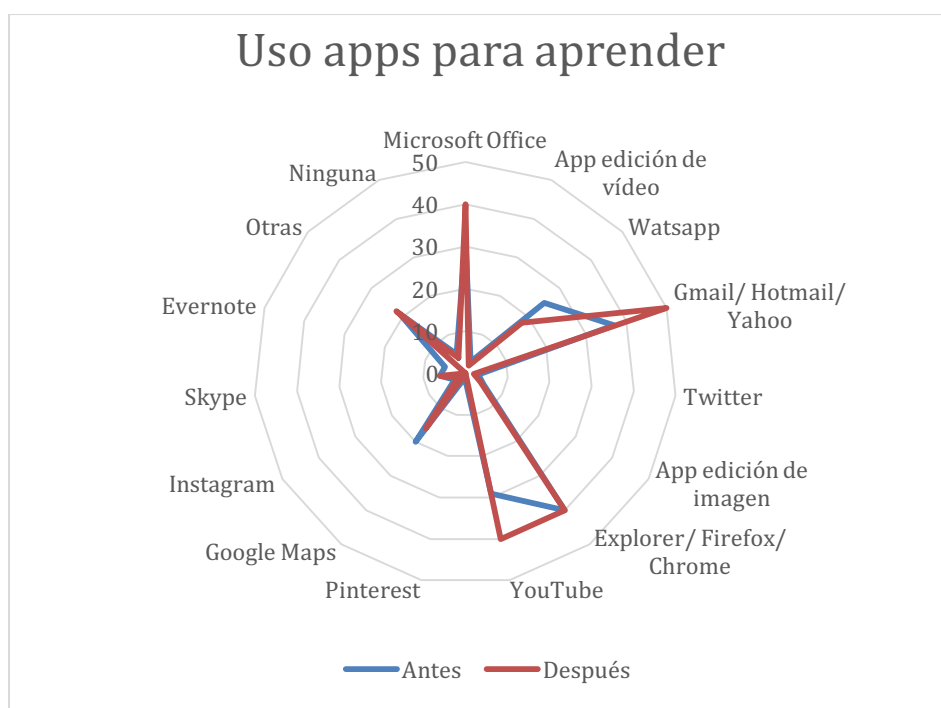 Uso apps para aprender
Microsoft Office
App edición de
vídeo
Watsapp
Gmail/ Hotmail/
Yahoo
Twitter
App edición de
imagen
Explorer/ Firefox/
Chrome
YouTube
Pinterest
Google Maps
Instagram
Skype
Evernote
Otras
Ninguna
50
40
30
20
10
0
Antes
Después